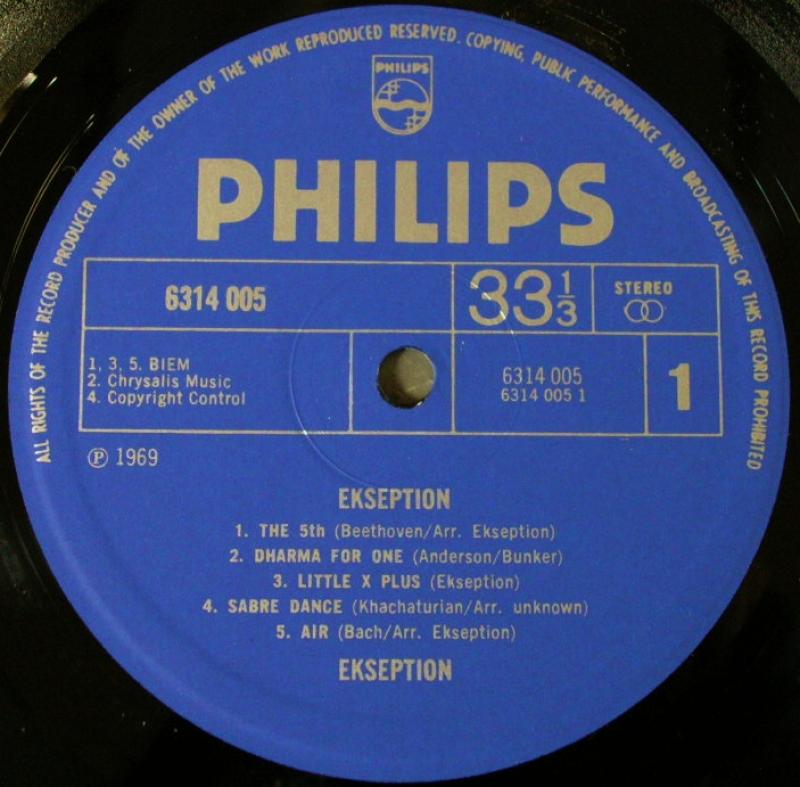 ALL RIGHTS OF THE RECORD PRODUCER AND OF THE OWNER OF THE WORK REPRODUCED RESERVED. COPYING, PUBLIC PERFORMANCE AND BROADCASTING OF THIS RECORD PROHIBITED
PHILIPS
PHILIPS
6314 005
33 1/3
STEREO
1, 3, 5. BIEM
2. Chrysalis Music
4. Copyright Control
6314 005
6314 005 1
1
℗ 1969
EKSEPTION
1. THE 5th (Beethoven/Arr. Ekseption)
2. DHARMA FOR ONE (Anderson/Bunker)
3. LITTLE X PLUS (Ekseption)
4. SABRE DANCE (Khachaturian/Arr. unknown)
5. AIR (Bach/Arr. Ekseption)
EKSEPTION